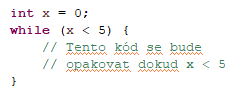 int x = 0;
while (x < 5) {
// Tento kód se bude
// opakovat dokud x < 5
}